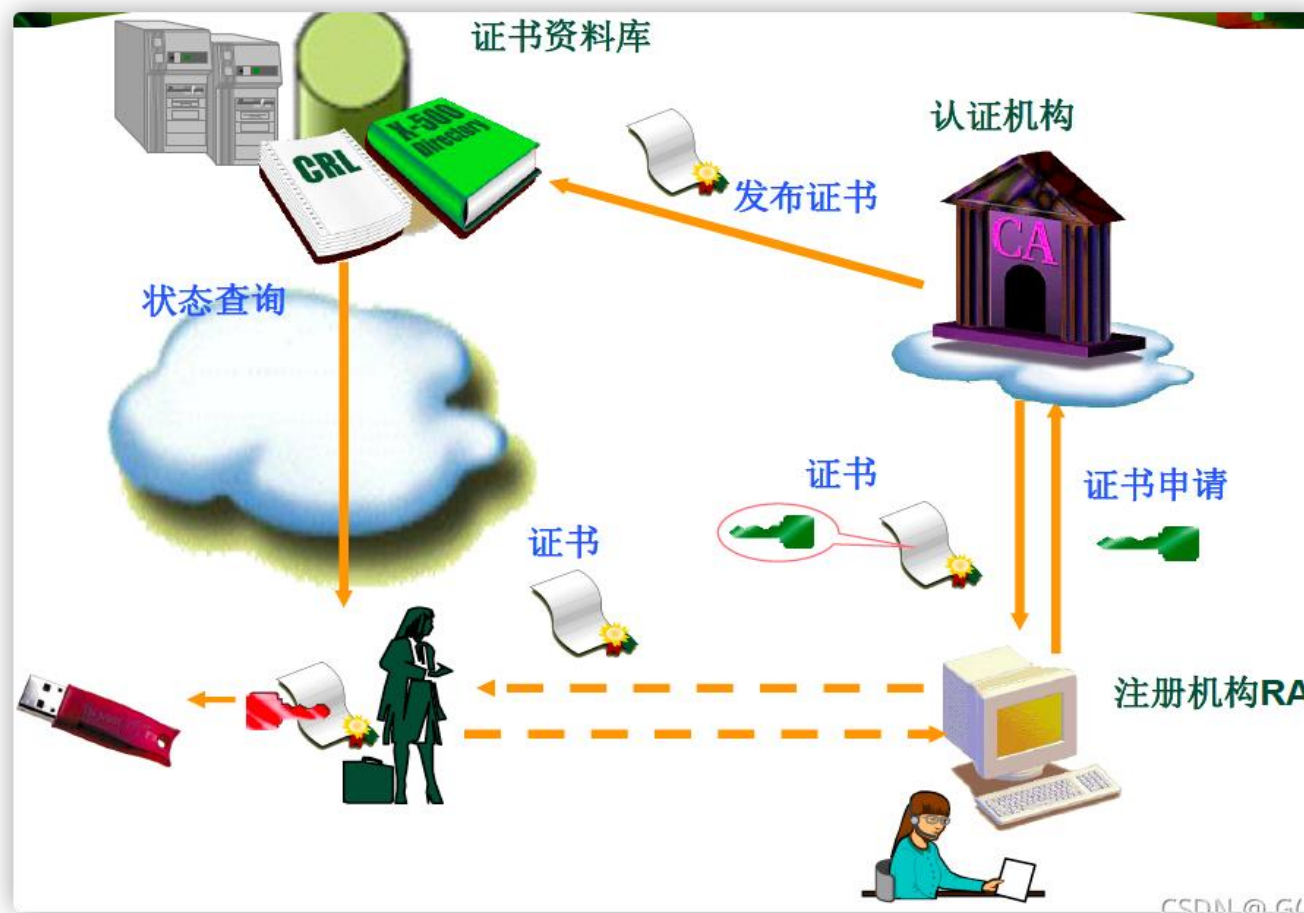 证书资料库
认证机构
X-500
Directory
CRL
CA
发布证书
状态查询
证书
证书申请
证书
注册机构RA
CSDN @ G